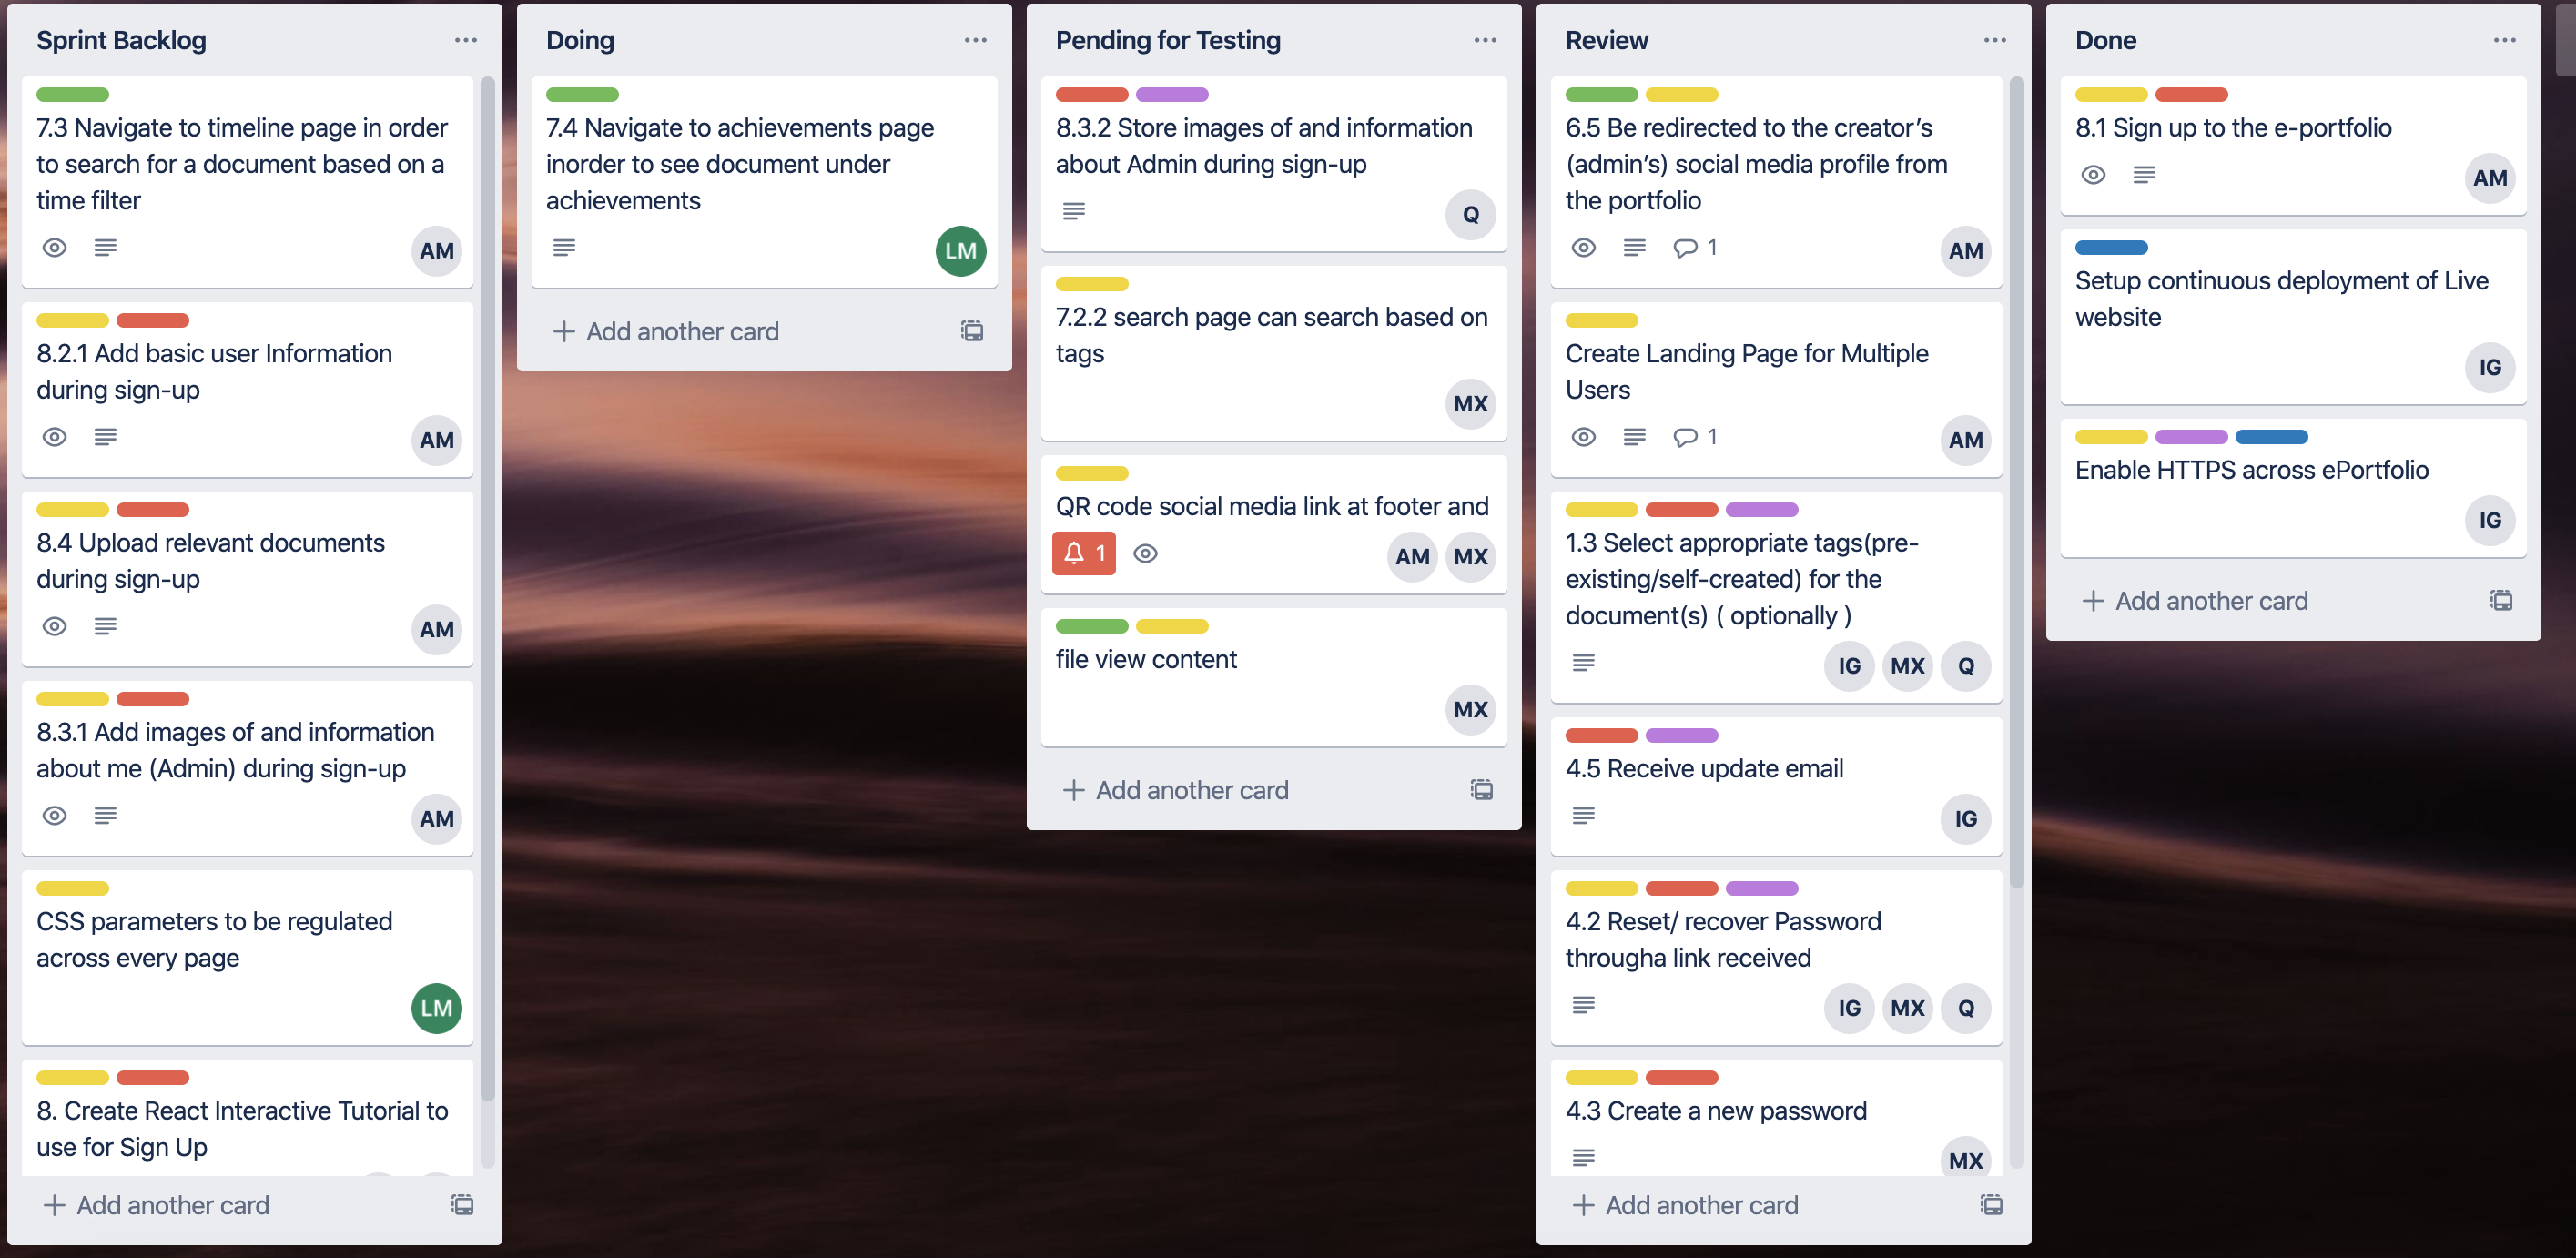 Sprint Backlog
7.3 Navigate to timeline page in order
to search for a document based on a
time filter
AM
8.2.1 Add basic user Information
during sign-up
AM
8.4 Upload relevant documents
during sign-up
AM
8.3.1 Add images of and information
about me (Admin) during sign-up
AM
CSS parameters to be regulated
across every page
LM
8. Create React Interactive Tutorial to
use for Sign Up
Add another card
Doing
7.4 Navigate to achievements page
inorder to see document under
achievements
LM
Add another card
Pending for Testing
8.3.2 Store images of and information
about Admin during sign-up
Q
7.2.2 search page can search based on
tags
MX
QR code social media link at footer and
1 AM MX
file view content
MX
Add another card
Review
6.5 Be redirected to the creator’s
(admin’s) social media profile from
the portfolio
1 AM
Create Landing Page for Multiple
Users
1 AM
1.3 Select appropriate tags(pre-
existing/self-created) for the
document(s) ( optionally )
IG MX Q
4.5 Receive update email
IG
4.2 Reset/ recover Password
througha link received
IG MX Q
4.3 Create a new password
MX
Add another card
Done
8.1 Sign up to the e-portfolio
AM
Setup continuous deployment of Live
website
IG
Enable HTTPS across ePortfolio
IG
Add another card